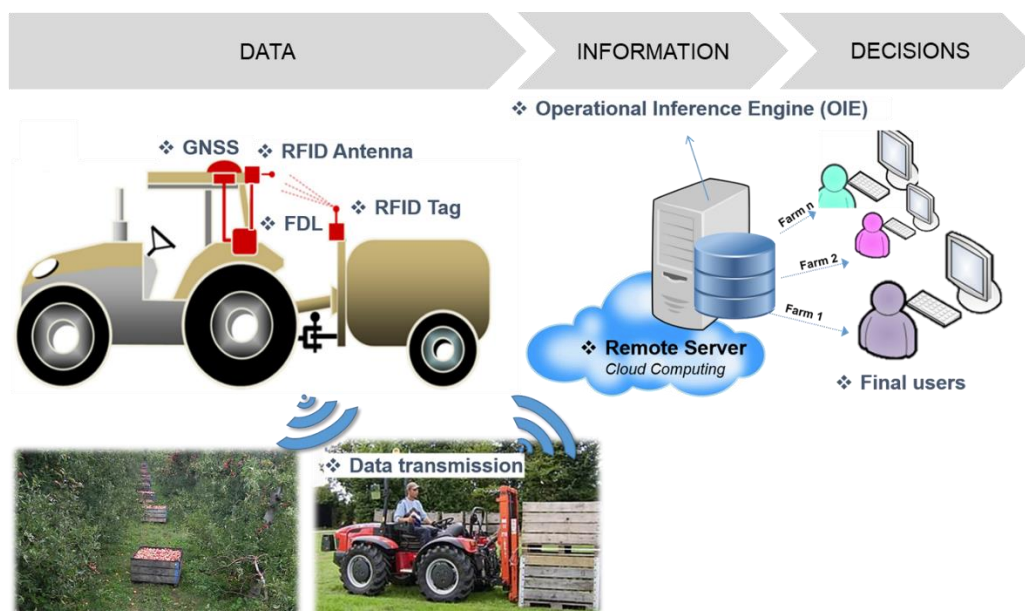 DATA
INFORMATION
DECISIONS
❖ Operational Inference Engine (OIE)
❖ GNSS
❖ RFID Antenna
❖ RFID Tag
❖ FDL
Farm n
Farm 2
Farm 1
❖ Remote Server
Cloud Computing
❖ Final users
❖ Data transmission